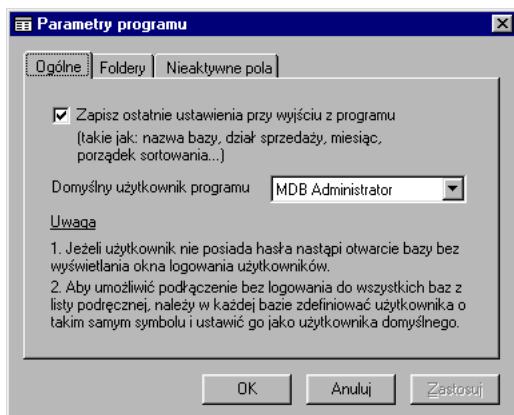 Parametry programu
Ogólne Foldery Nieaktywne pola
Zapisz ostatnie ustawienia przy wyjściu z programu
(takie jak: nazwa bazy, dział sprzedaży, miesiąc,
porządek sortowania...)
Domyślny użytkownik programu MDB Administrator
Uwaga
1. Jeżeli użytkownik nie posiada hasła nastąpi otwarcie bazy bez
wyświetlania okna logowania użytkowników.
2. Aby umożliwić podłączenie bez logowania do wszystkich baz z
listy podręcznej, należy w każdej bazie zdefiniować użytkownika o
takim samym symbolu i ustawić go jako użytkownika domyślnego.
OK Anuluj Zastosuj